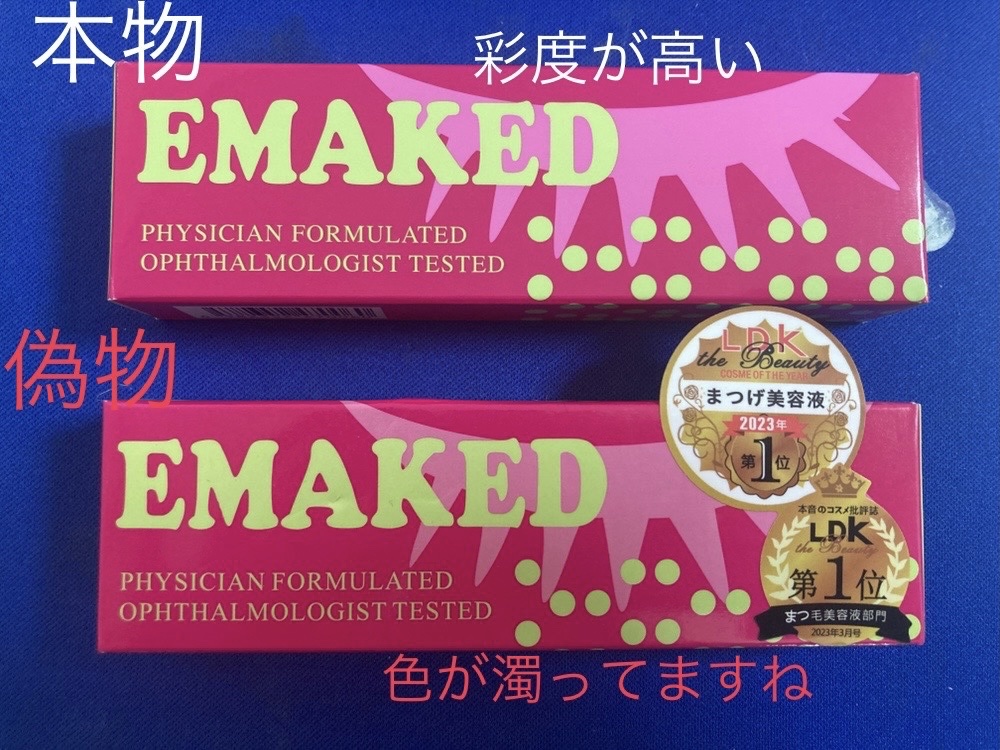 本物
彩度が高い
EMAKED
PHYSICIAN FORMULATED
OPHTHALMOLOGIST TESTED
偽物
EMAKED
PHYSICIAN FORMULATED
OPHTHALMOLOGIST TESTED
LDK
the Beauty
COSME OF THE YEAR
まつげ美容液
2023年
第1位
本音のコスメ批評誌
LDK
the Beauty
第1位
まつ毛美容液部門
2023年3月号
色が濁ってますね